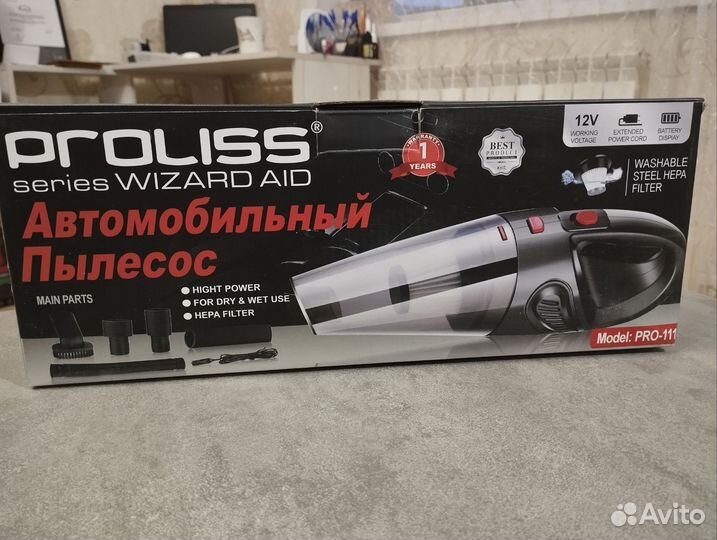 PROLISS®
series WIZARD AID
Автомобильный
Пылесос
MAIN PARTS
HIGHT POWER
FOR DRY & WET USE
HEPA FILTER
WARRANTY
1
YEARS
BEST
PRODUCT
12V
WORKING
VOLTAGE
EXTENDED
POWER CORD
BATTERY
DISPLAY
WASHABLE
STEEL HEPA
FILTER
Model: PRO-111
Avito